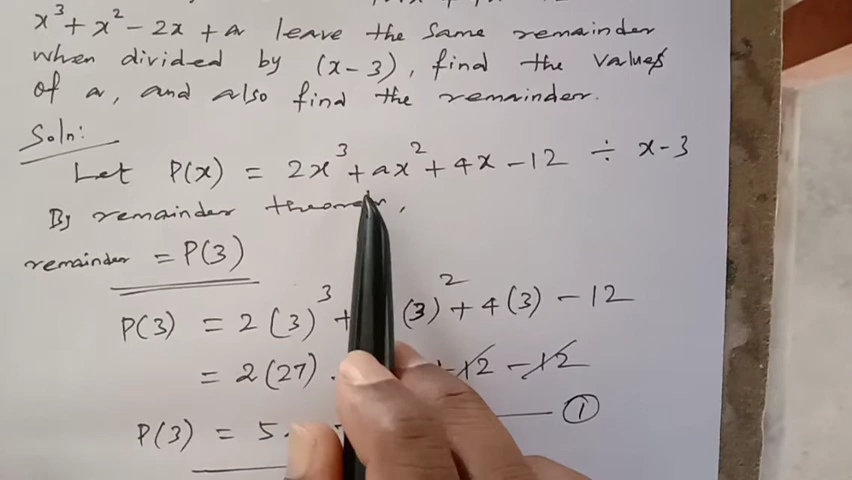 x³ + x² - 2x + a leave the same remainder
when divided by (x-3), find the values
of a, and also find the remainder.
Soln:
Let P(x) = 2x³ + ax² + 4x - 12 ÷ x-3
By remainder theorem,
remainder = P(3)
P(3) = 2(3)³ + (3)² + 4(3) - 12
= 2(27) 12 - 12
P(3) = 5 ①